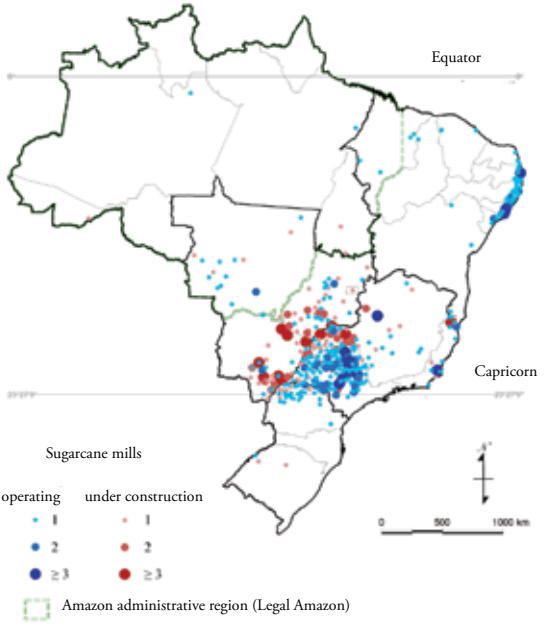 Equator
Capricorn
Sugarcane mills
operating under construction
1 1
2 2
≥3 ≥3
0 500 1000 km
Amazon administrative region (Legal Amazon)